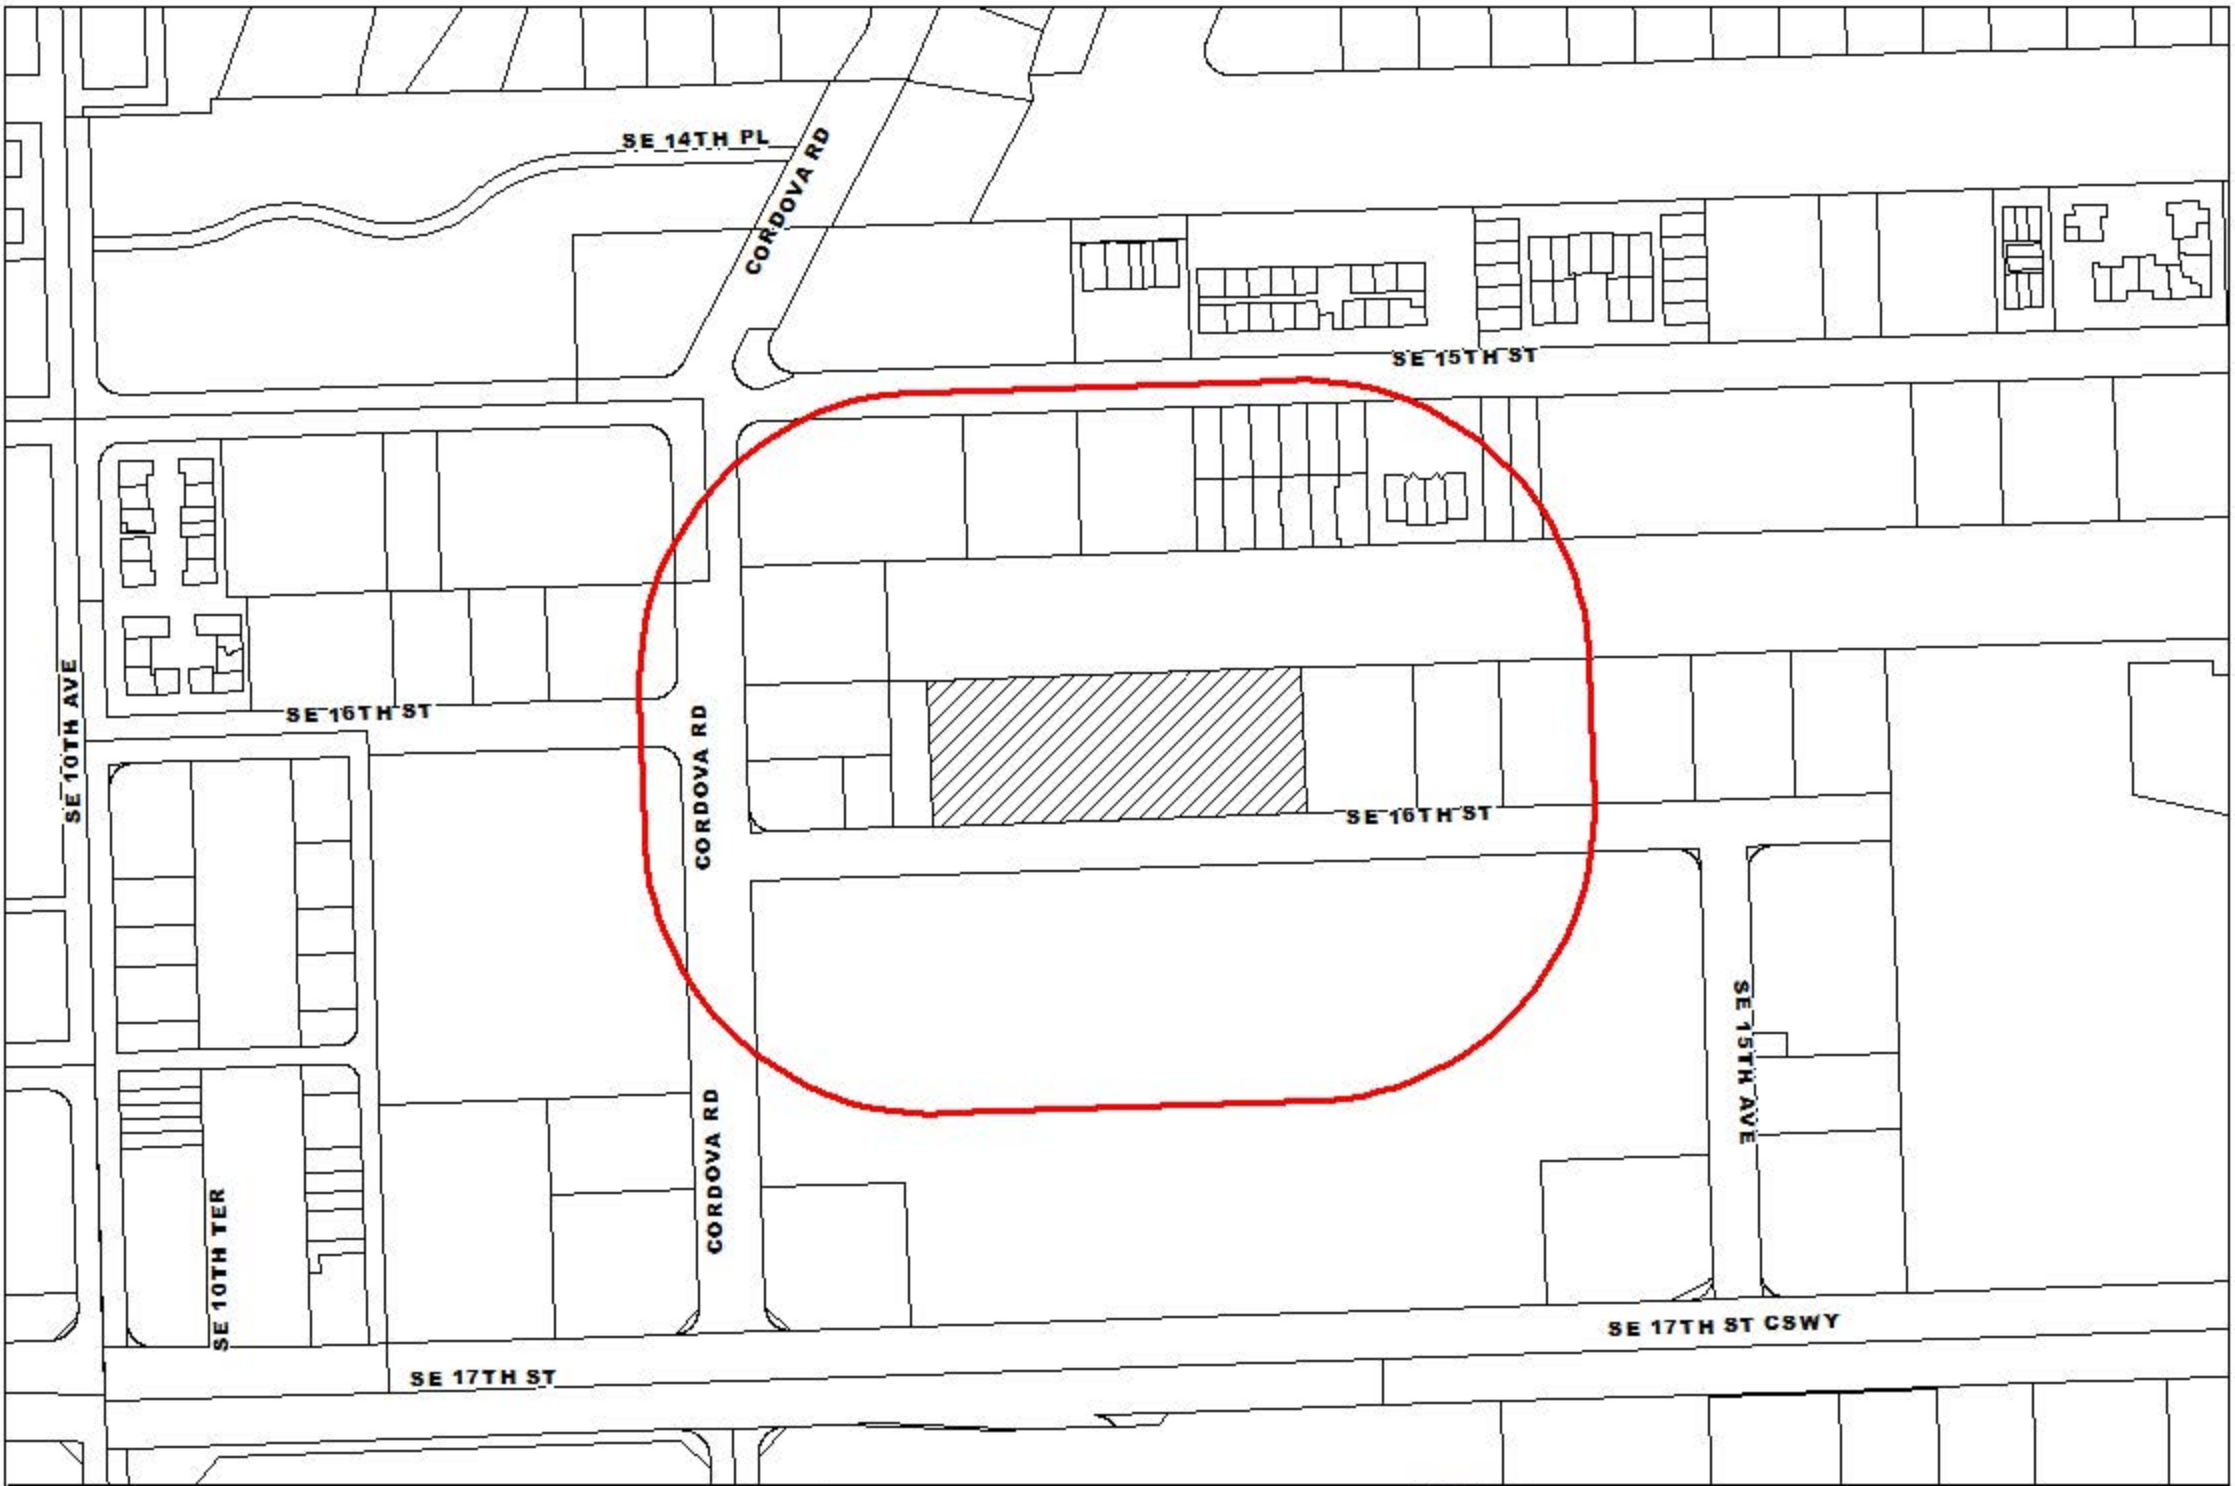 SE 14TH PL
CORDOVA RD
SE 15TH ST
SE 10TH AVE
SE 16TH ST
CORDOVA RD
SE 16TH ST
SE 15TH AVE
CORDOVA RD
SE 10TH TER
SE 17TH ST CSWY
SE 17TH ST